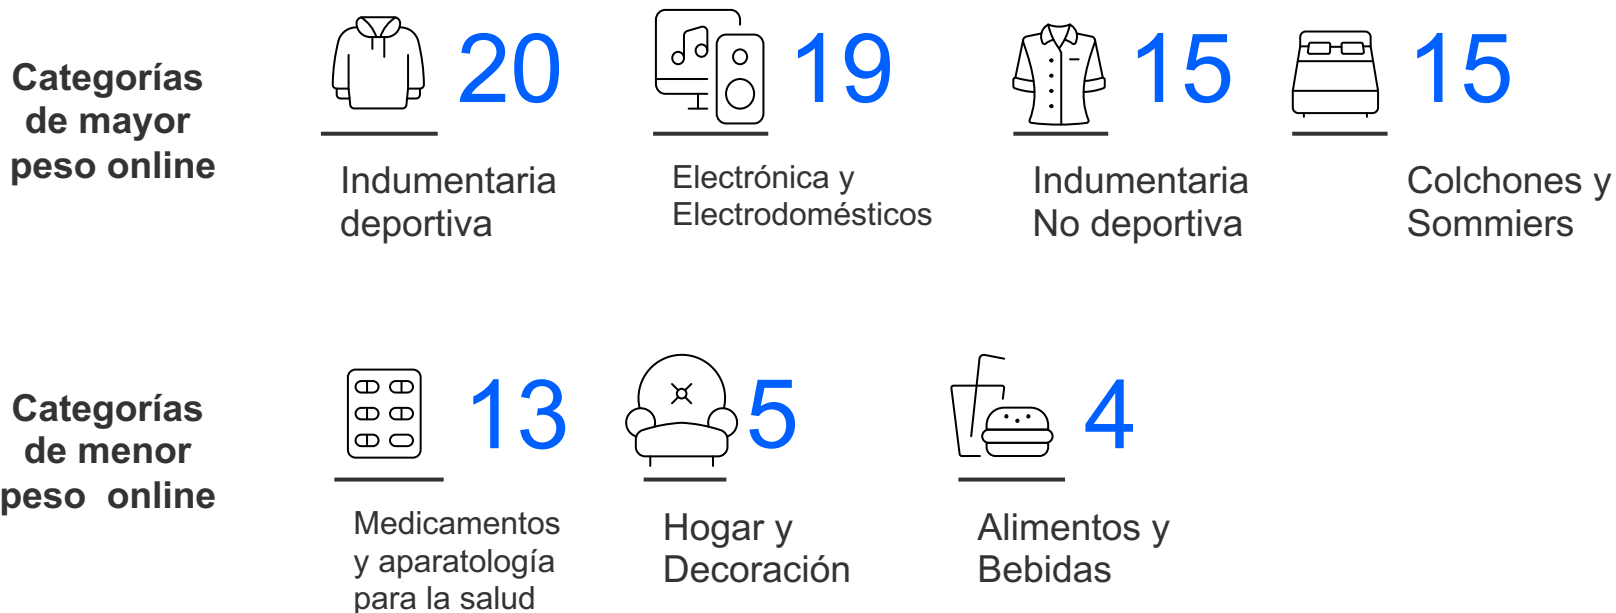 Categorías
de mayor
peso online
20
Indumentaria
deportiva
19
Electrónica y
Electrodomésticos
15
Indumentaria
No deportiva
15
Colchones y
Sommiers
Categorías
de menor
peso  online
13
Medicamentos
y aparatología
para la salud
5
Hogar y
Decoración
4
Alimentos y
Bebidas